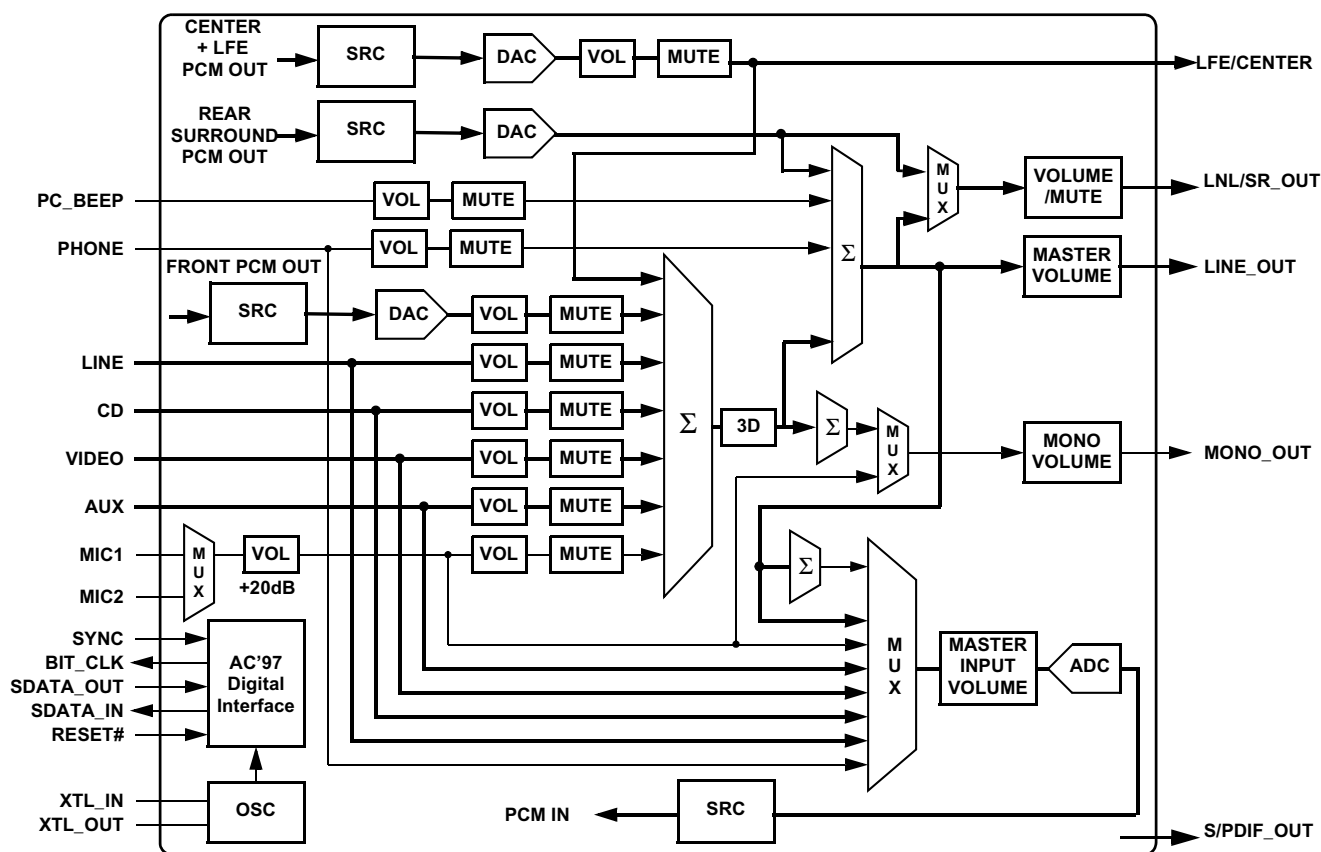 CENTER
+ LFE
PCM OUT
SRC
DAC
VOL
MUTE
LFE/CENTER
REAR
SURROUND
PCM OUT
SRC
DAC
MUX
VOLUME
/MUTE
LNL/SR_OUT
PC_BEEP
VOL
MUTE
PHONE
VOL
MUTE
Σ
MASTER
VOLUME
LINE_OUT
FRONT PCM OUT
SRC
DAC
VOL
MUTE
LINE
VOL
MUTE
CD
VOL
MUTE
Σ
3D
Σ
MUX
MONO
VOLUME
MONO_OUT
VIDEO
VOL
MUTE
AUX
VOL
MUTE
MIC1
MUX
VOL
+20dB
VOL
MUTE
MIC2
Σ
MUX
MASTER
INPUT
VOLUME
ADC
SYNC
BIT_CLK
SDATA_OUT
SDATA_IN
RESET#
AC'97
Digital
Interface
XTL_IN
XTL_OUT
OSC
PCM IN
SRC
S/PDIF_OUT